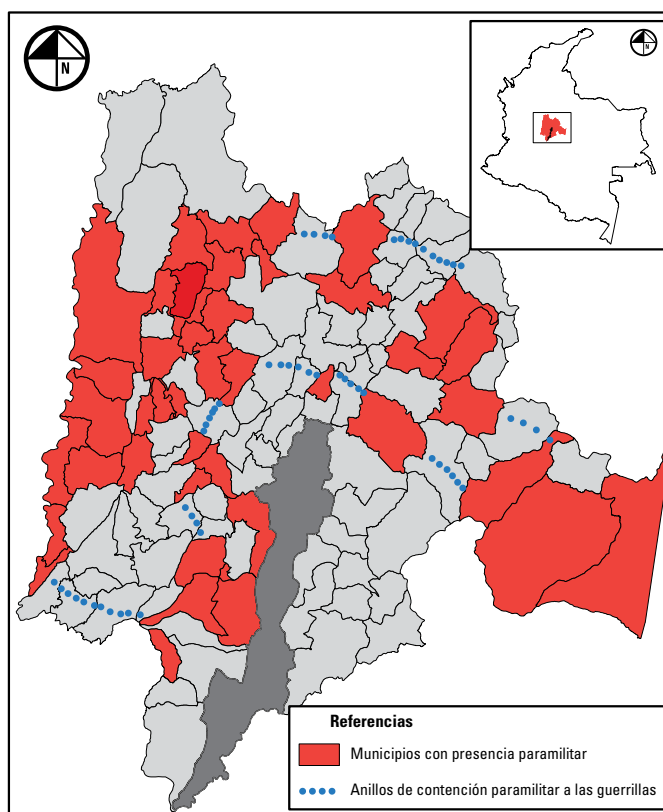 N
N
Referencias
Municipios con presencia paramilitar
Anillos de contención paramilitar a las guerrillas